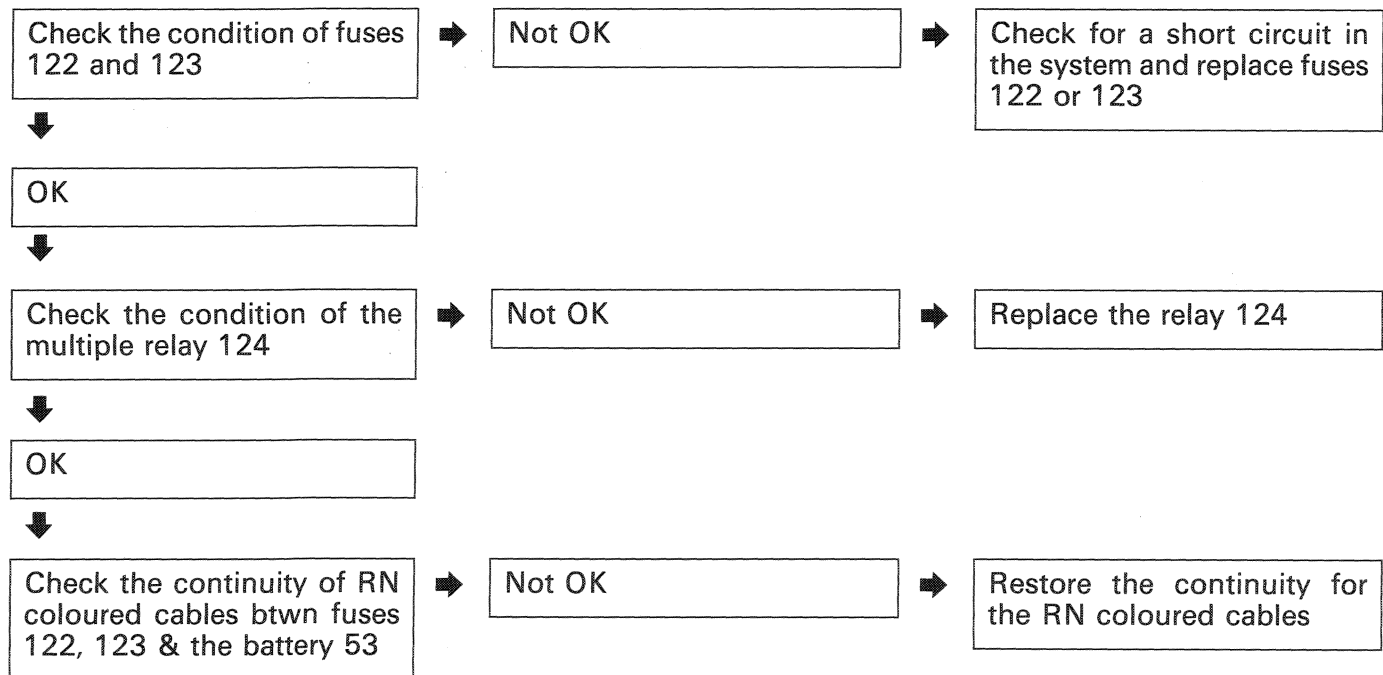 Check the condition of fuses
122 and 123
Not OK
Check for a short circuit in
the system and replace fuses
122 or 123
OK
Check the condition of the
multiple relay 124
Not OK
Replace the relay 124
OK
Check the continuity of RN
coloured cables btwn fuses
122, 123 & the battery 53
Not OK
Restore the continuity for
the RN coloured cables